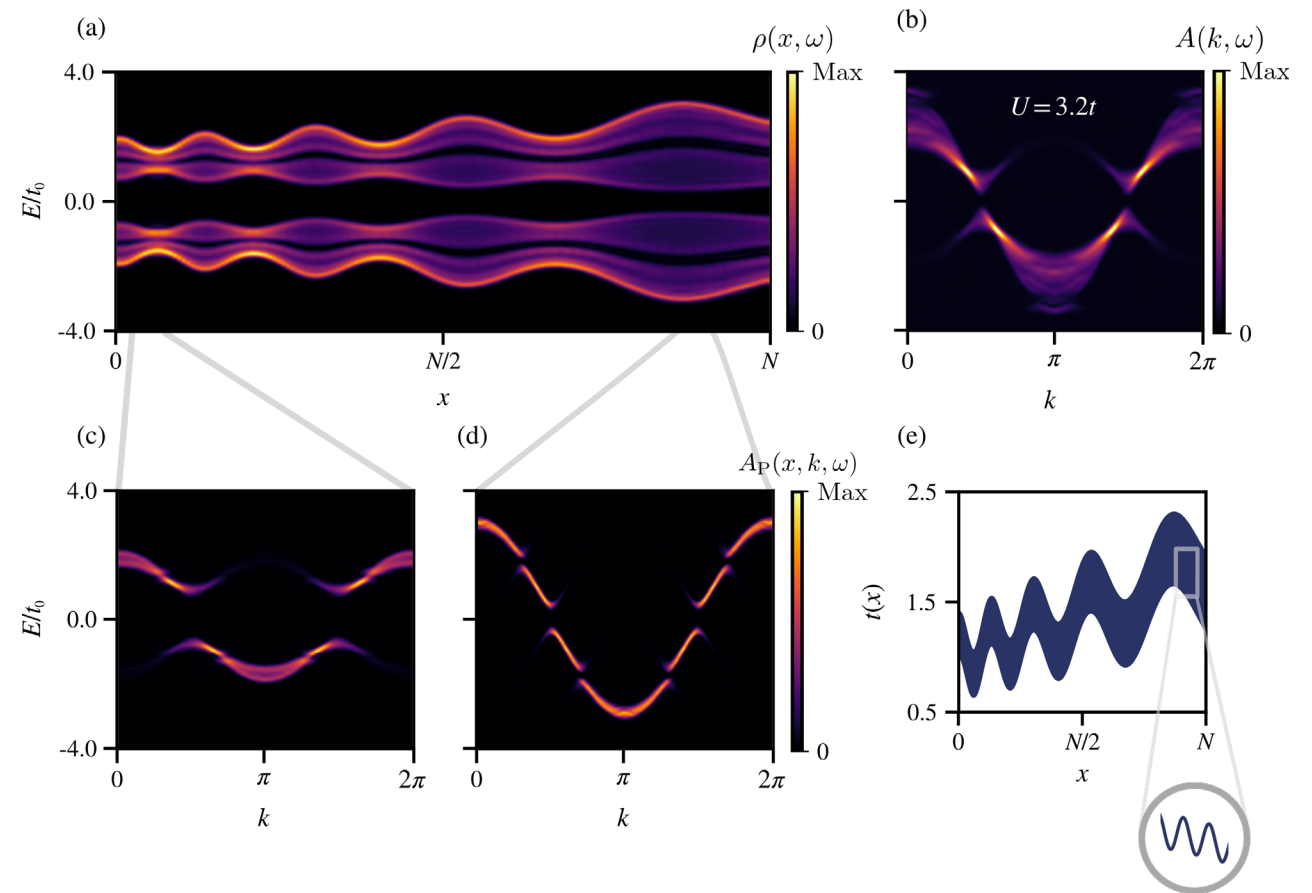 (a)
ρ(x, ω)
Max
4.0
0.0
-4.0
E/t₀
0
0
N/2
N
x
(b)
A(k, ω)
Max
U = 3.2t
0
0
π
2π
k
(c)
4.0
0.0
-4.0
E/t₀
0
π
2π
k
(d)
A_P(x, k, ω)
Max
0
0
π
2π
k
(e)
2.5
1.5
0.5
t(x)
0
N/2
N
x